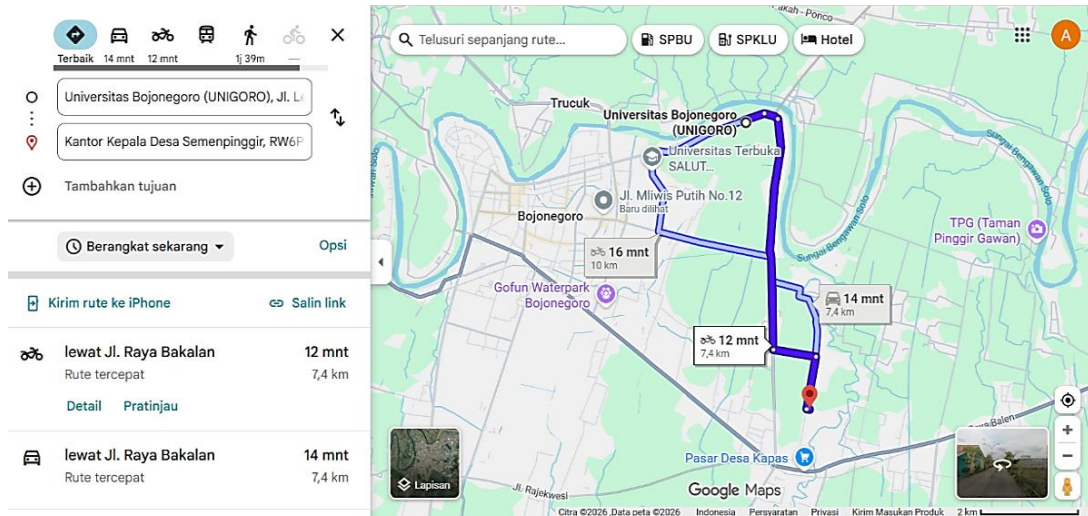 Terbaik 14 mnt 12 mnt 1j 39m —
Universitas Bojonegoro (UNIGORO), Jl. Le
Kantor Kepala Desa Semenpinggir, RW6P
Tambahkan tujuan
Berangkat sekarang
Opsi
Kirim rute ke iPhone
Salin link
lewat Jl. Raya Bakalan 12 mnt
Rute tercepat 7,4 km
Detail Pratinjau
lewat Jl. Raya Bakalan 14 mnt
Rute tercepat 7,4 km
Telusuri sepanjang rute...
SPBU
SPKLU
Hotel
A
Trucuk
Universitas Bojonegoro
(UNIGORO)
Universitas Terbuka
SALUT...
Jl. Mliwis Putih No.12
Baru dilihat
Bojonegoro
16 mnt
10 km
Gofun Waterpark
Bojonegoro
14 mnt
7,4 km
12 mnt
7,4 km
Sungai Bengawan Solo
Sungai Bengawan Solo
TPG (Taman
Pinggir Gawan)
Pasar Desa Kapas
Jl. Rajekwesi
Lapisan
Google Maps
Citra ©2026 ,Data peta ©2026 Indonesia Persyaratan Privasi Kirim Masukan Produk 2 km